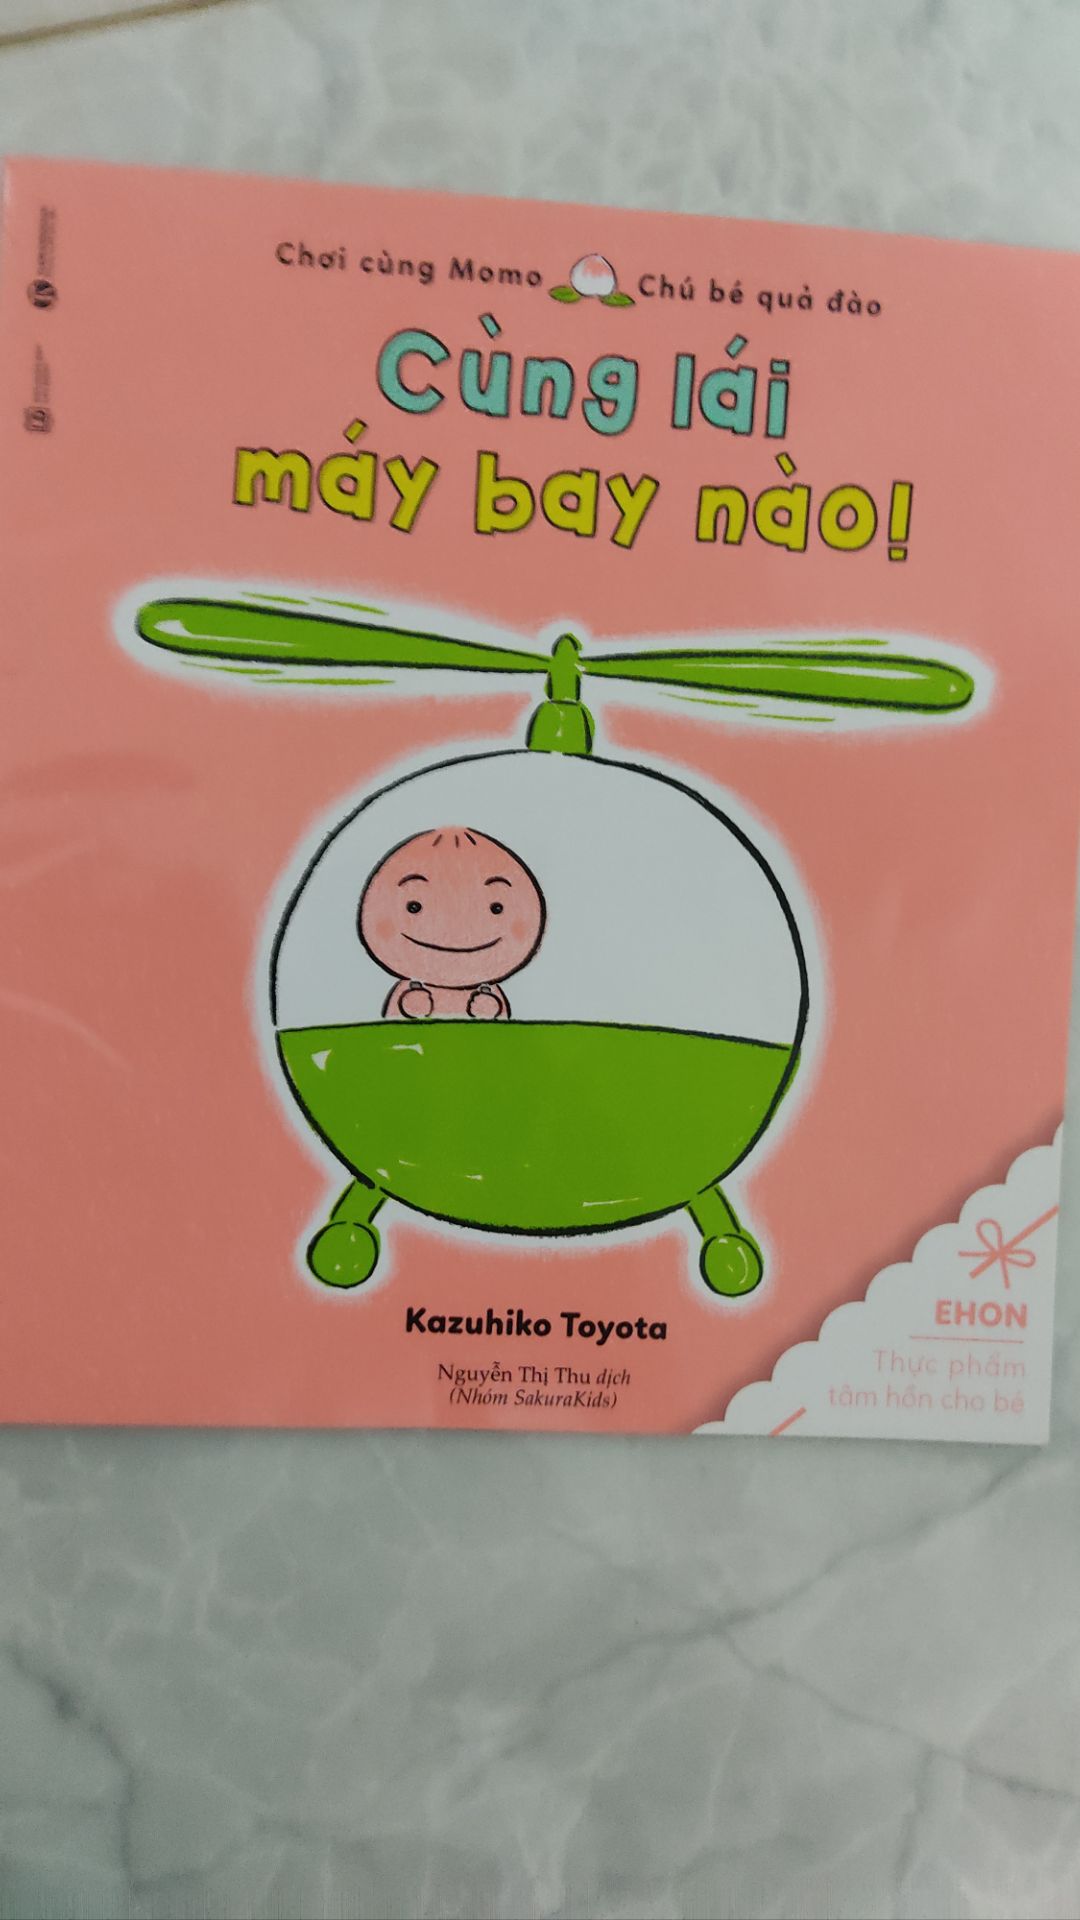 Chơi cùng Momo Chú bé quả đào
Cùng lái
máy bay nào!
Kazuhiko Toyota
Nguyễn Thị Thu dịch
(Nhóm SakuraKids)
EHON
Thực phẩm
tâm hồn cho bé